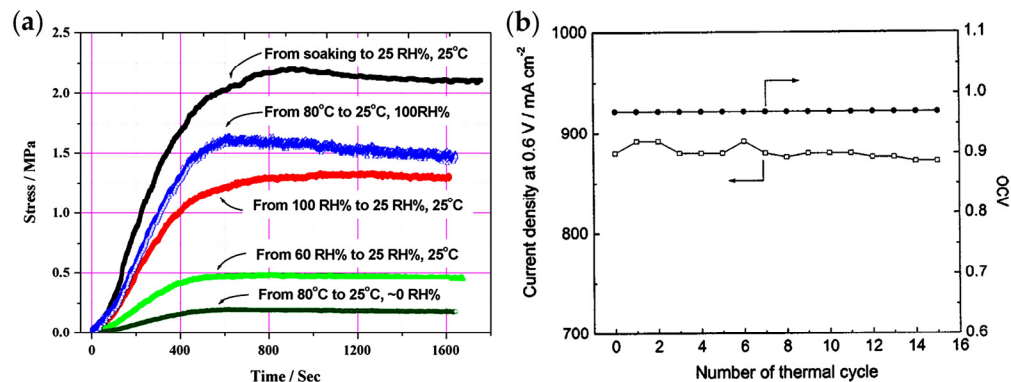 (a)
2.5
2.0
1.5
1.0
0.5
0.0
Stress / MPa
From soaking to 25 RH%, 25°C
From 80°C to 25°C, 100RH%
From 100 RH% to 25 RH%, 25°C
From 60 RH% to 25 RH%, 25°C
From 80°C to 25°C, ~0 RH%
0 400 800 1200 1600
Time / Sec
(b)
1000
900
800
700
Current density at 0.6 V / mA cm⁻²
1.1
1.0
0.9
0.8
0.7
0.6
OCV
0 2 4 6 8 10 12 14 16
Number of thermal cycle